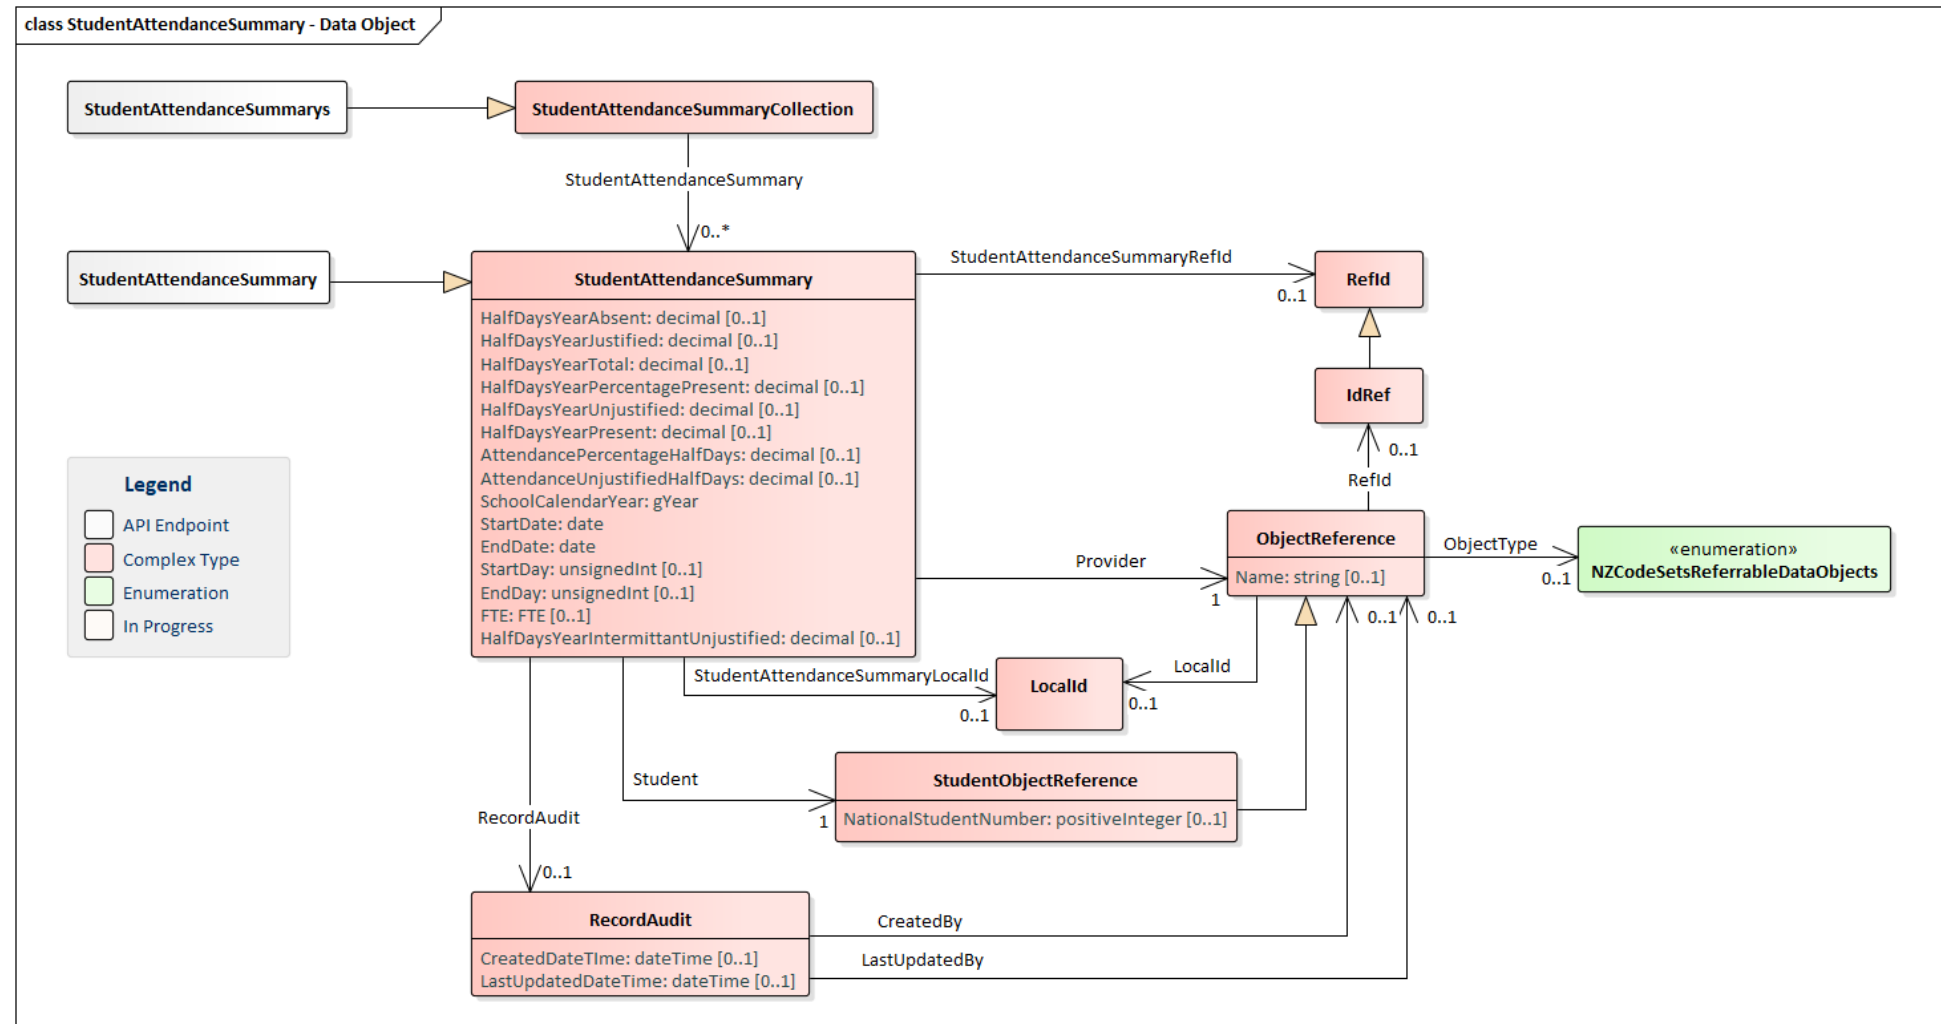 class StudentAttendanceSummary - Data Object
StudentAttendanceSummarys
StudentAttendanceSummaryCollection
StudentAttendanceSummary
0..*
StudentAttendanceSummary
StudentAttendanceSummary
HalfDaysYearAbsent: decimal [0..1]
HalfDaysYearJustified: decimal [0..1]
HalfDaysYearTotal: decimal [0..1]
HalfDaysYearPercentagePresent: decimal [0..1]
HalfDaysYearUnjustified: decimal [0..1]
HalfDaysYearPresent: decimal [0..1]
AttendancePercentageHalfDays: decimal [0..1]
AttendanceUnjustifiedHalfDays: decimal [0..1]
SchoolCalendarYear: gYear
StartDate: date
EndDate: date
StartDay: unsignedInt [0..1]
EndDay: unsignedInt [0..1]
FTE: FTE [0..1]
HalfDaysYearIntermittantUnjustified: decimal [0..1]
StudentAttendanceSummaryRefId
0..1
RefId
IdRef
0..1
RefId
Legend
API Endpoint
Complex Type
Enumeration
In Progress
Provider
1
ObjectReference
Name: string [0..1]
ObjectType
0..1
«enumeration»
NZCodeSetsReferrableDataObjects
0..1
0..1
StudentAttendanceSummaryLocalId
0..1
LocalId
LocalId
0..1
Student
1
StudentObjectReference
NationalStudentNumber: positiveInteger [0..1]
RecordAudit
0..1
RecordAudit
CreatedDateTIme: dateTime [0..1]
LastUpdatedDateTime: dateTime [0..1]
CreatedBy
LastUpdatedBy